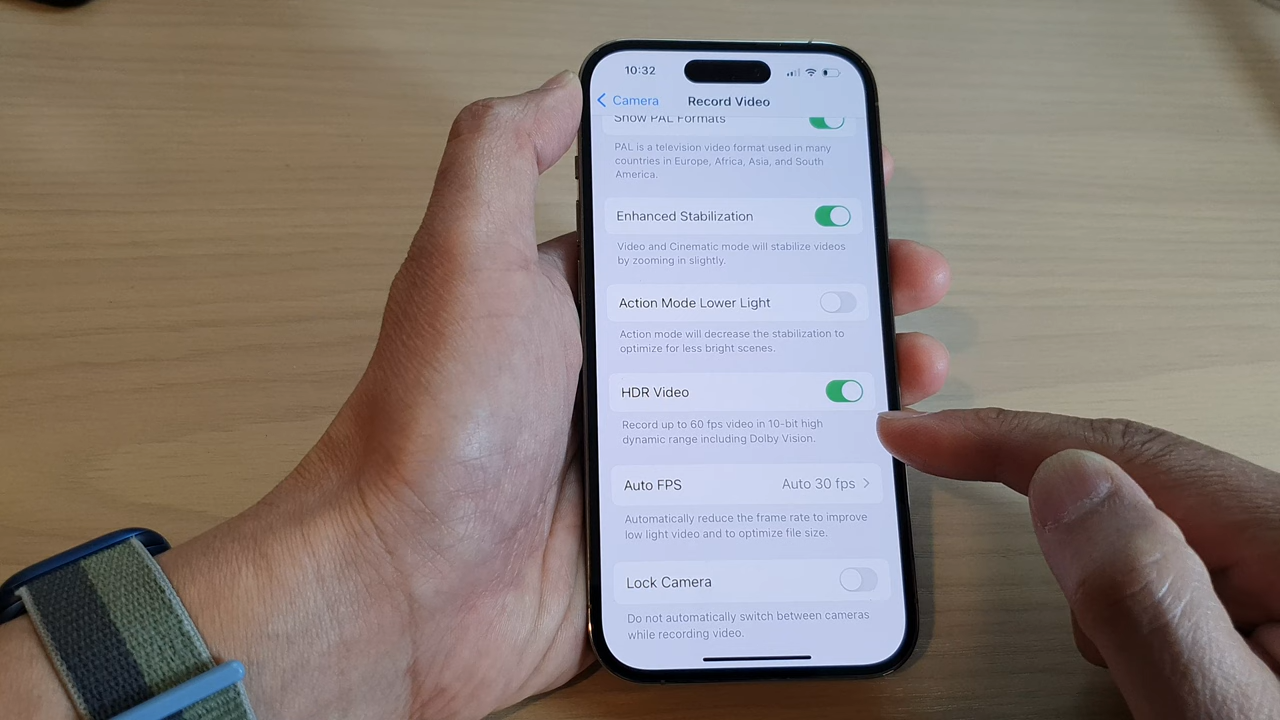 10:32
Camera
Record Video
Show PAL Formats
PAL is a television video format used in many
countries in Europe, Africa, Asia, and South
America.
Enhanced Stabilization
Video and Cinematic mode will stabilize videos
by zooming in slightly.
Action Mode Lower Light
Action mode will decrease the stabilization to
optimize for less bright scenes.
HDR Video
Record up to 60 fps video in 10-bit high
dynamic range including Dolby Vision.
Auto FPS Auto 30 fps
Automatically reduce the frame rate to improve
low light video and to optimize file size.
Lock Camera
Do not automatically switch between cameras
while recording video.